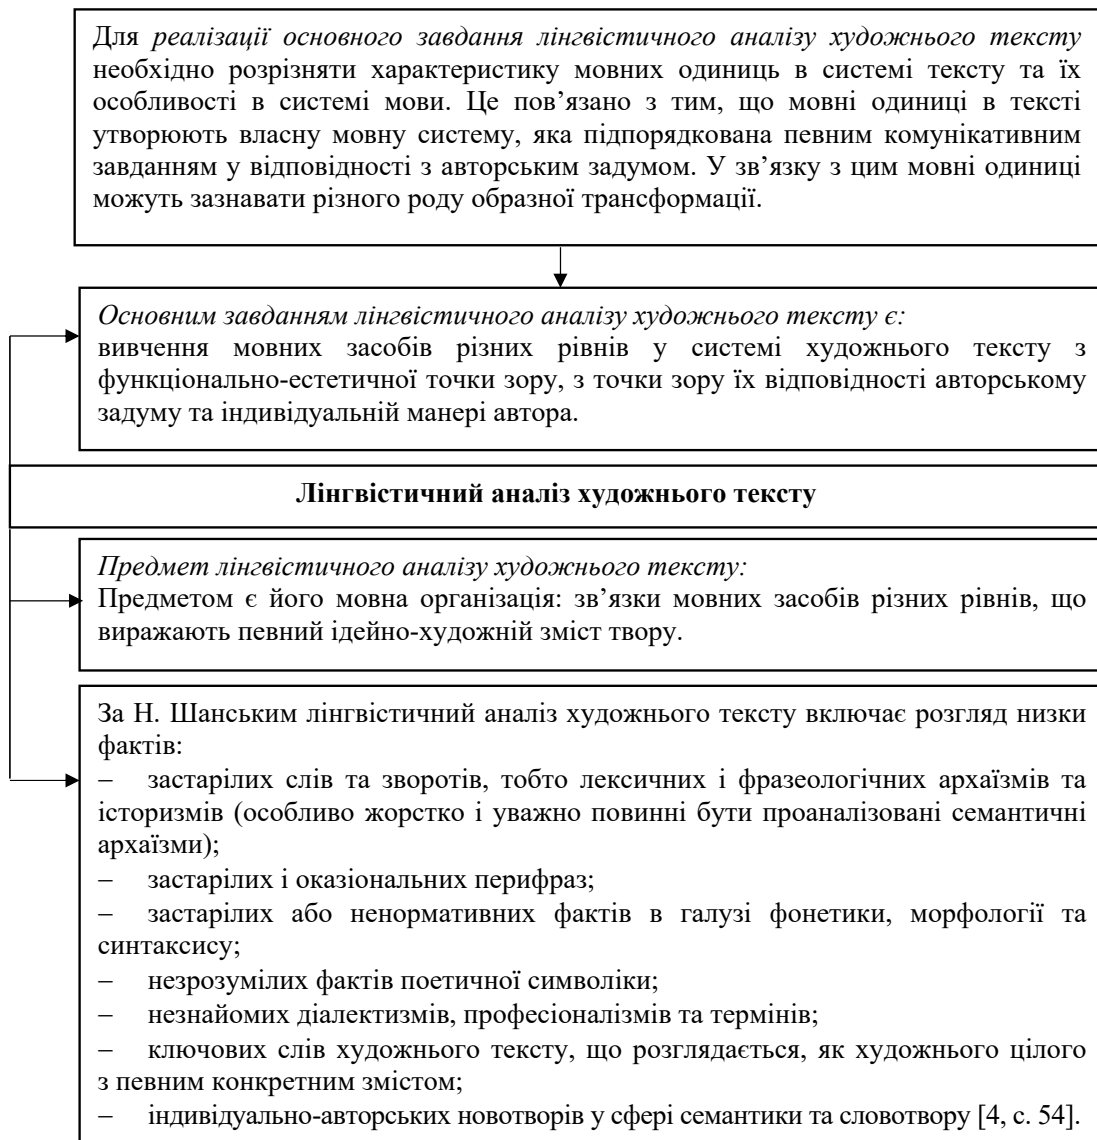 Для реалізації основного завдання лінгвістичного аналізу художнього тексту
необхідно розрізняти характеристику мовних одиниць в системі тексту та їх
особливості в системі мови. Це пов’язано з тим, що мовні одиниці в тексті
утворюють власну мовну систему, яка підпорядкована певним комунікативним
завданням у відповідності з авторським задумом. У зв’язку з цим мовні одиниці
можуть зазнавати різного роду образної трансформації.
Основним завданням лінгвістичного аналізу художнього тексту є:
вивчення мовних засобів різних рівнів у системі художнього тексту з
функціонально-естетичної точки зору, з точки зору їх відповідності авторському
задуму та індивідуальній манері автора.
Лінгвістичний аналіз художнього тексту
Предмет лінгвістичного аналізу художнього тексту:
Предметом є його мовна організація: зв’язки мовних засобів різних рівнів, що
виражають певний ідейно-художній зміст твору.
За Н. Шанським лінгвістичний аналіз художнього тексту включає розгляд низки
фактів:
– застарілих слів та зворотів, тобто лексичних і фразеологічних архаїзмів та
історизмів (особливо жорстко і уважно повинні бути проаналізовані семантичні
архаїзми);
– застарілих і оказіональних перифраз;
– застарілих або ненормативних фактів в галузі фонетики, морфології та
синтаксису;
– незрозумілих фактів поетичної символіки;
– незнайомих діалектизмів, професіоналізмів та термінів;
– ключових слів художнього тексту, що розглядається, як художнього цілого
з певним конкретним змістом;
– індивідуально-авторських новотворів у сфері семантики та словотвору [4, с. 54].